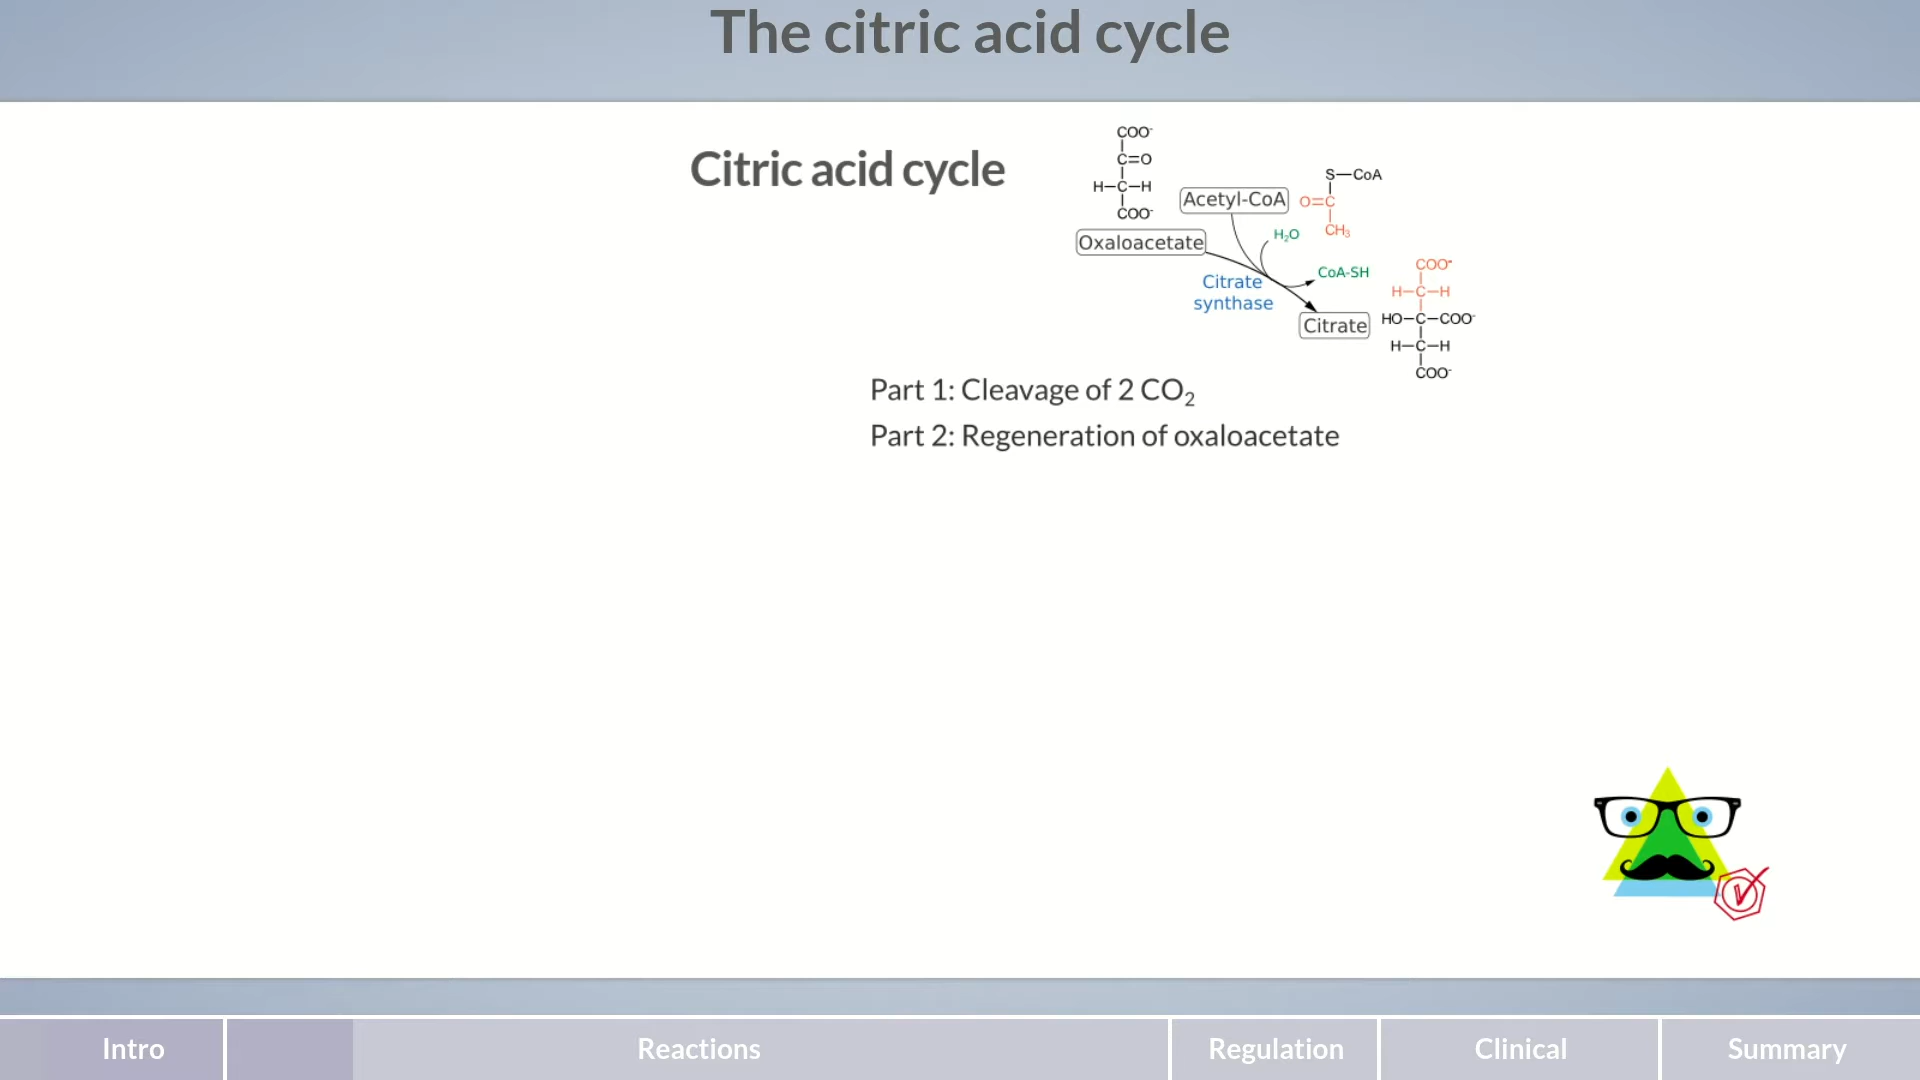 The citric acid cycle
Citric acid cycle
COO⁻
C=O
H–C–H
COO⁻
Oxaloacetate
Acetyl-CoA
S–CoA
O=C
CH₃
H₂O
CoA-SH
Citrate
synthase
Citrate
COO⁻
H–C–H
HO–C–COO⁻
H–C–H
COO⁻
Part 1: Cleavage of 2 CO₂
Part 2: Regeneration of oxaloacetate
Intro
Reactions
Regulation
Clinical
Summary